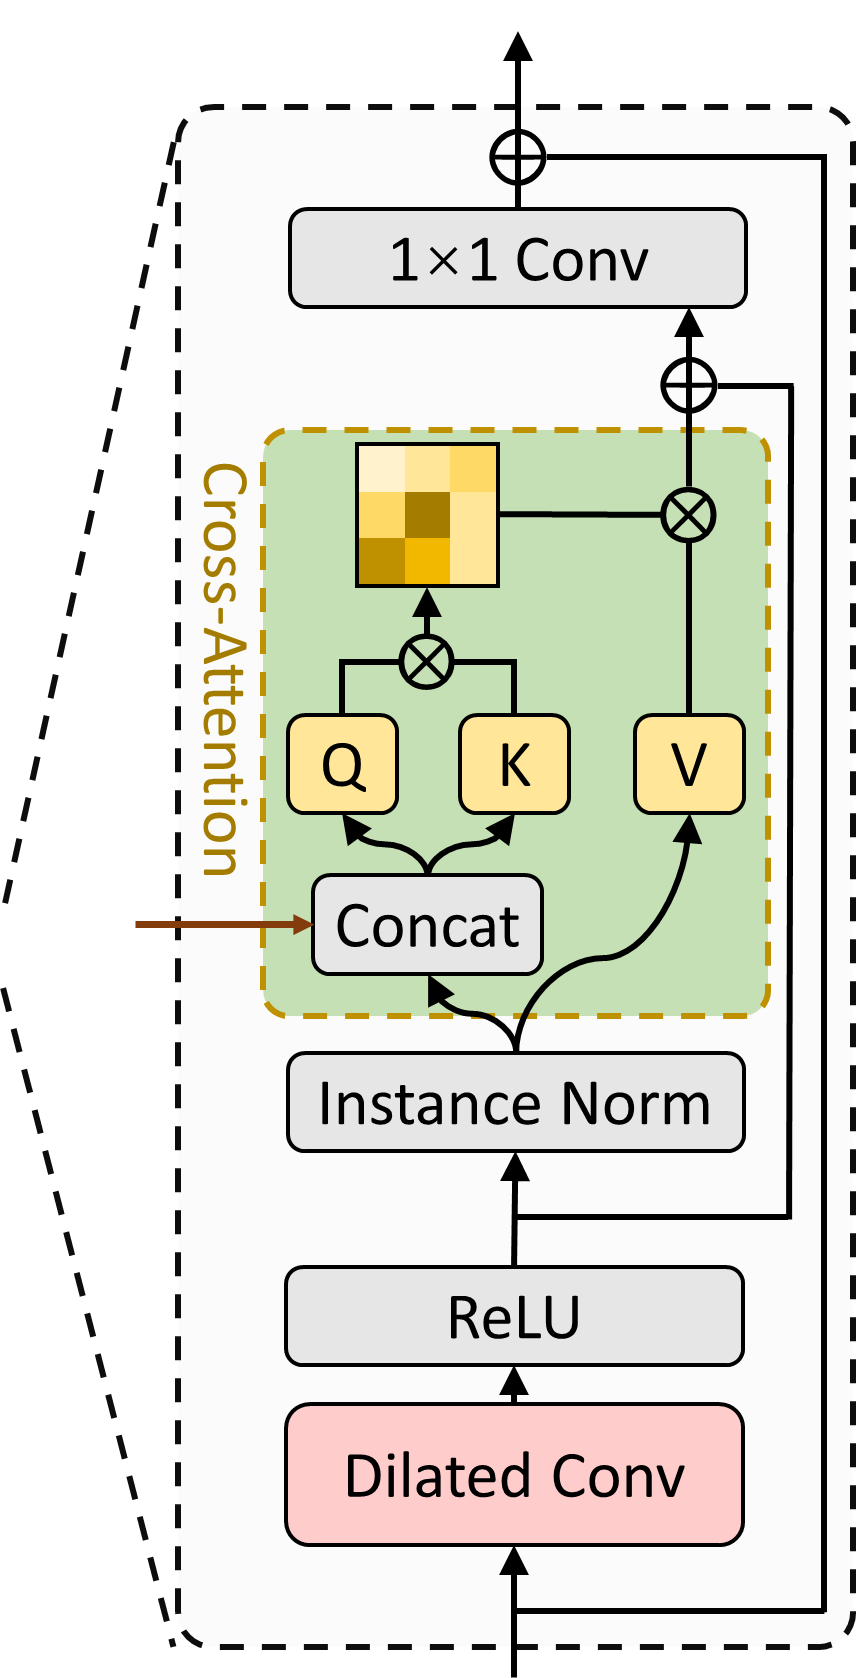 1×1 Conv
Cross-Attention
Q
K
V
Concat
Instance Norm
ReLU
Dilated Conv